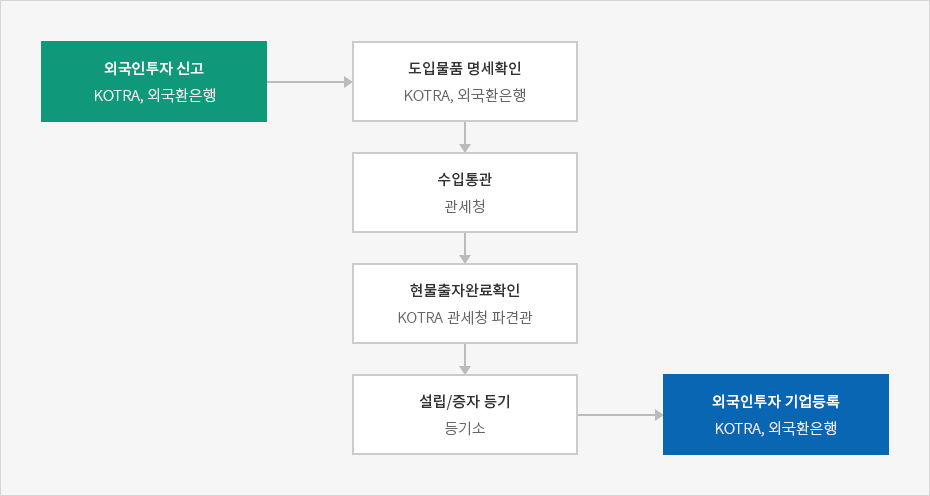 외국인투자 신고
KOTRA, 외국환은행
도입물품 명세확인
KOTRA, 외국환은행
수입통관
관세청
현물출자완료확인
KOTRA 관세청 파견관
설립/증자 등기
등기소
외국인투자 기업등록
KOTRA, 외국환은행